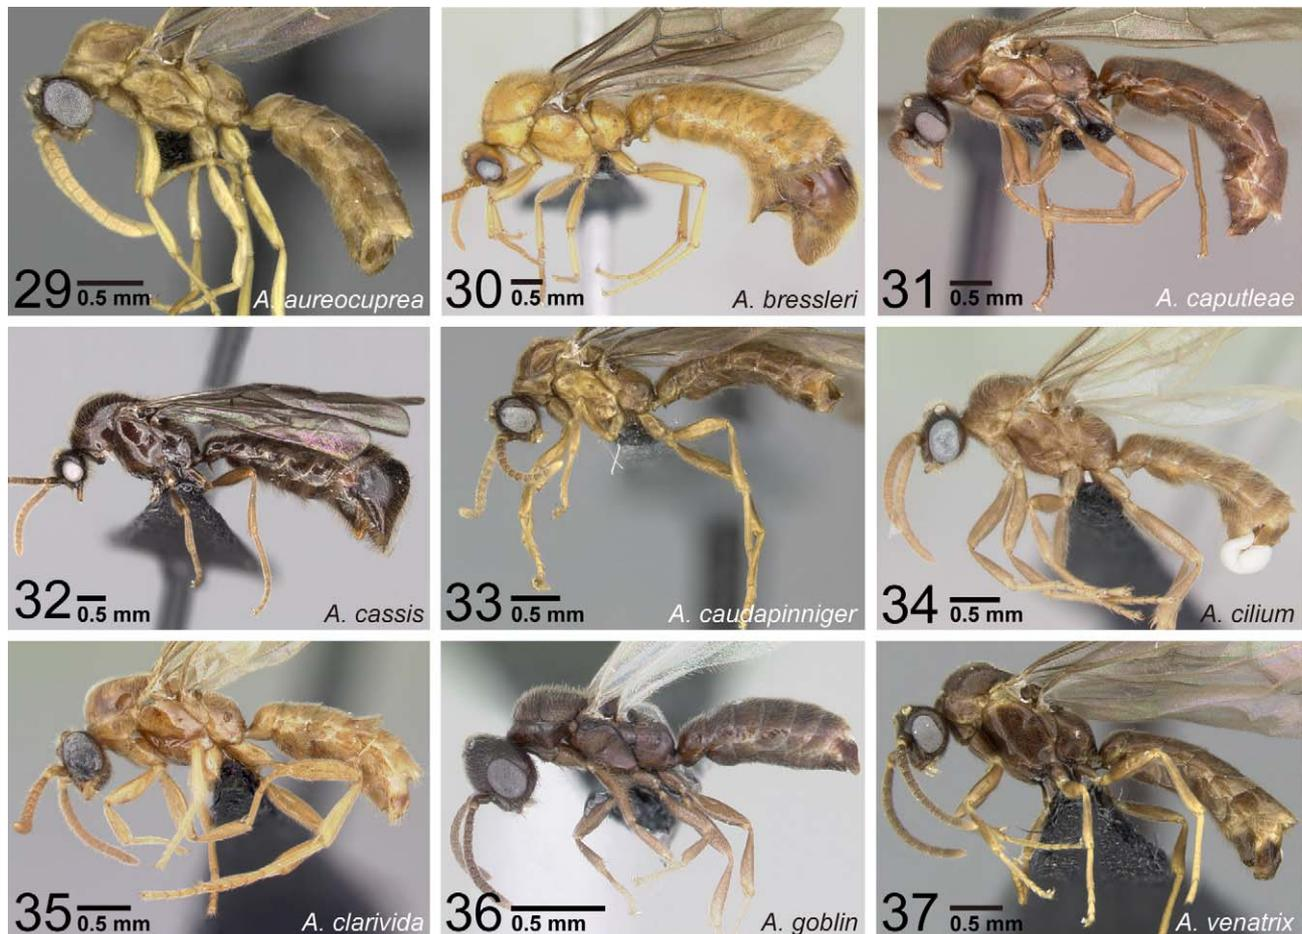 29 0.5 mm A. aureocuprea
30 0.5 mm A. bressleri
31 0.5 mm A. caputleae
32 0.5 mm A. cassis
33 0.5 mm A. caudapinniger
34 0.5 mm A. cilium
35 0.5 mm A. clarivida
36 0.5 mm A. goblin
37 0.5 mm A. venatrix